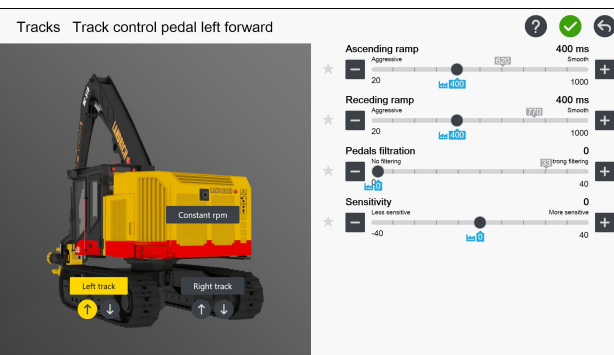 Tracks Track control pedal left forward
?
Ascending ramp 400 ms
Aggressive 620 Smooth
20 400 1000
Receding ramp 400 ms
Aggressive 770 Smooth
20 400 1000
Pedals filtration 0
No filtering 33 trong filtering
0 40
Sensitivity 0
Less sensitive More sensitive
-40 0 40
Constant rpm
Left track Right track